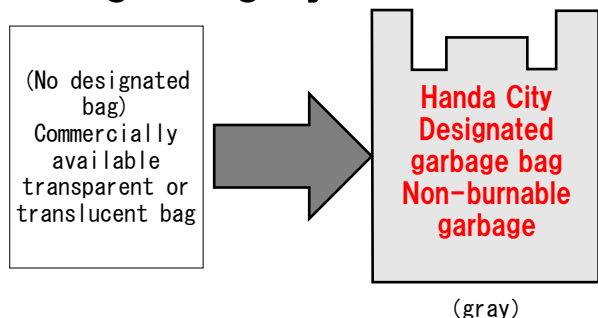 (No designated
bag)
Commercially
available
transparent or
translucent bag
Handa City
Designated
garbage bag
Non-burnable
garbage
(gray)